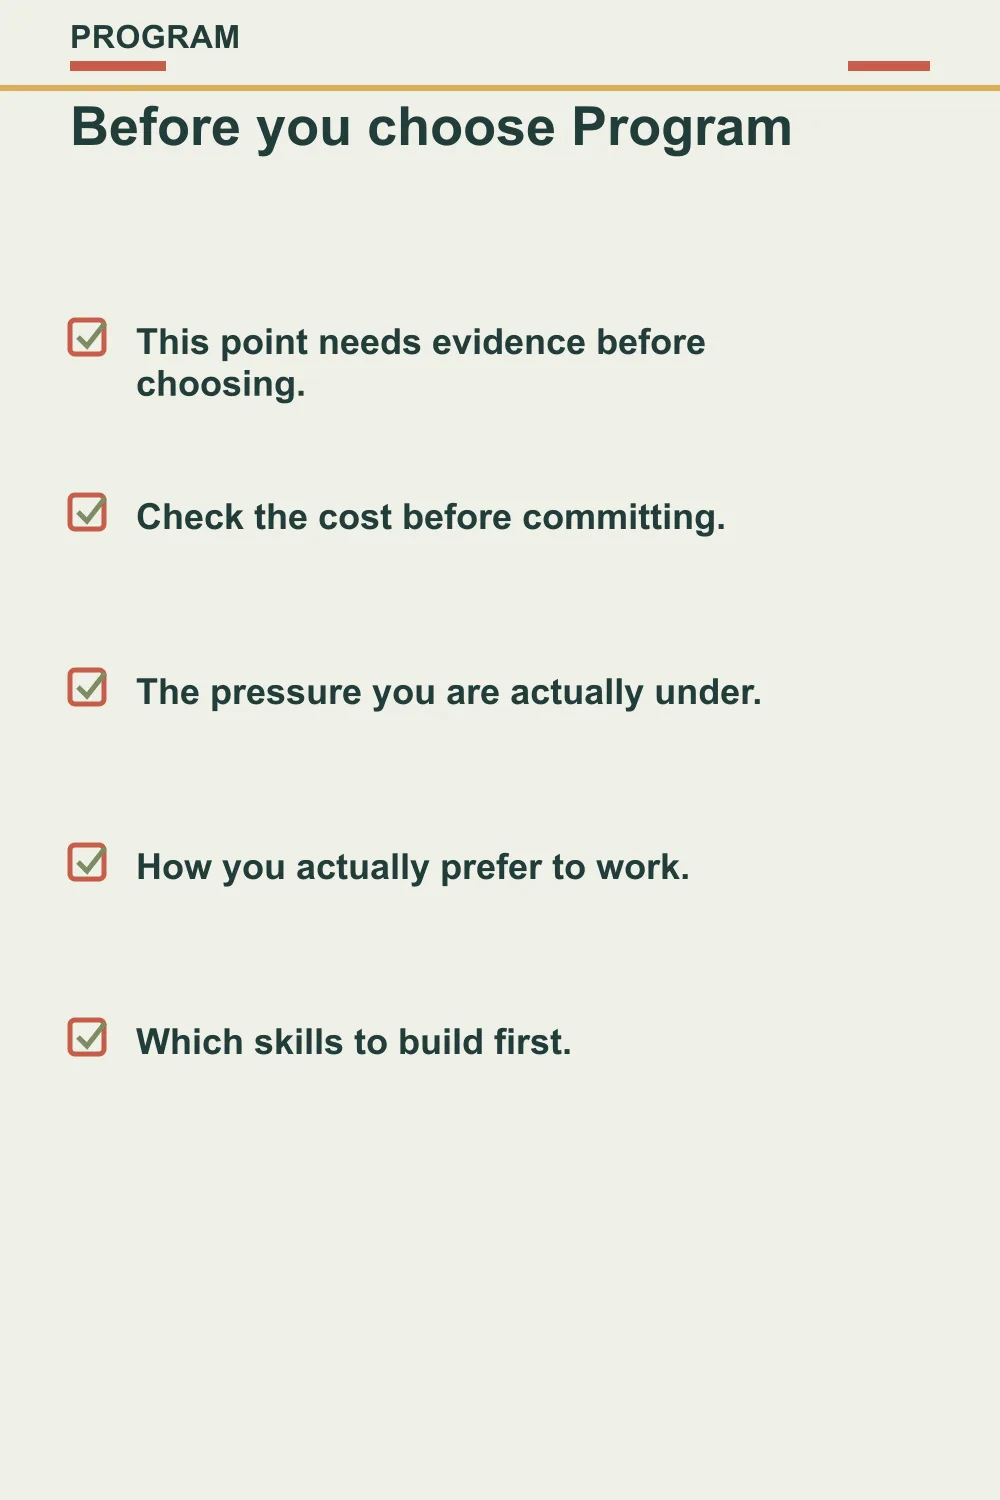 PROGRAM
Before you choose Program
This point needs evidence before
choosing.
Check the cost before committing.
The pressure you are actually under.
How you actually prefer to work.
Which skills to build first.